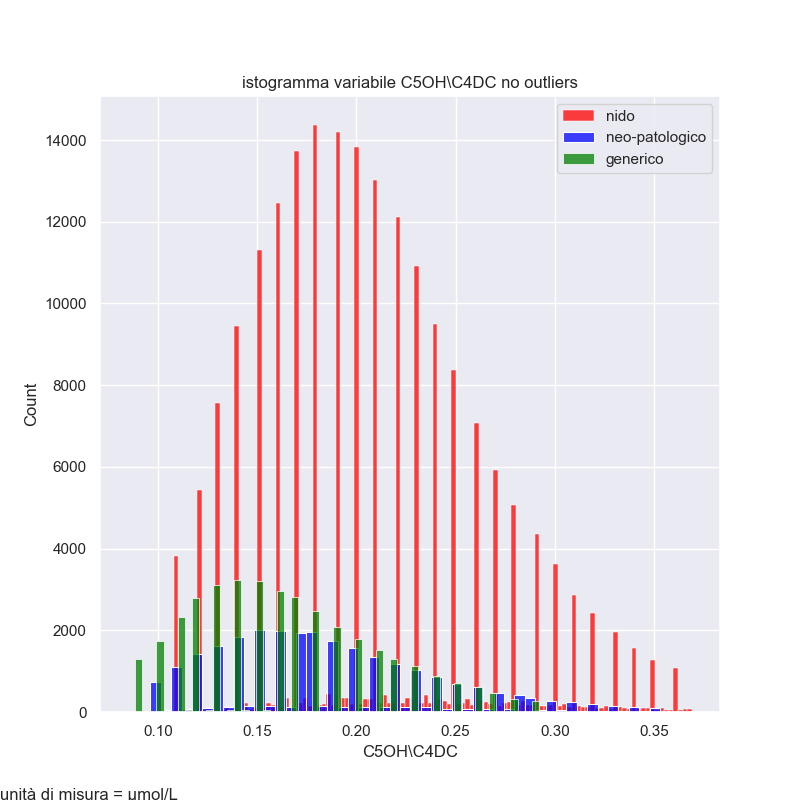 istogramma variabile C5OH\C4DC no outliers
nido
neo-patologico
generico
14000
12000
10000
8000
6000
4000
2000
0
Count
0.10 0.15 0.20 0.25 0.30 0.35
C5OH\C4DC
unità di misura = μmol/L